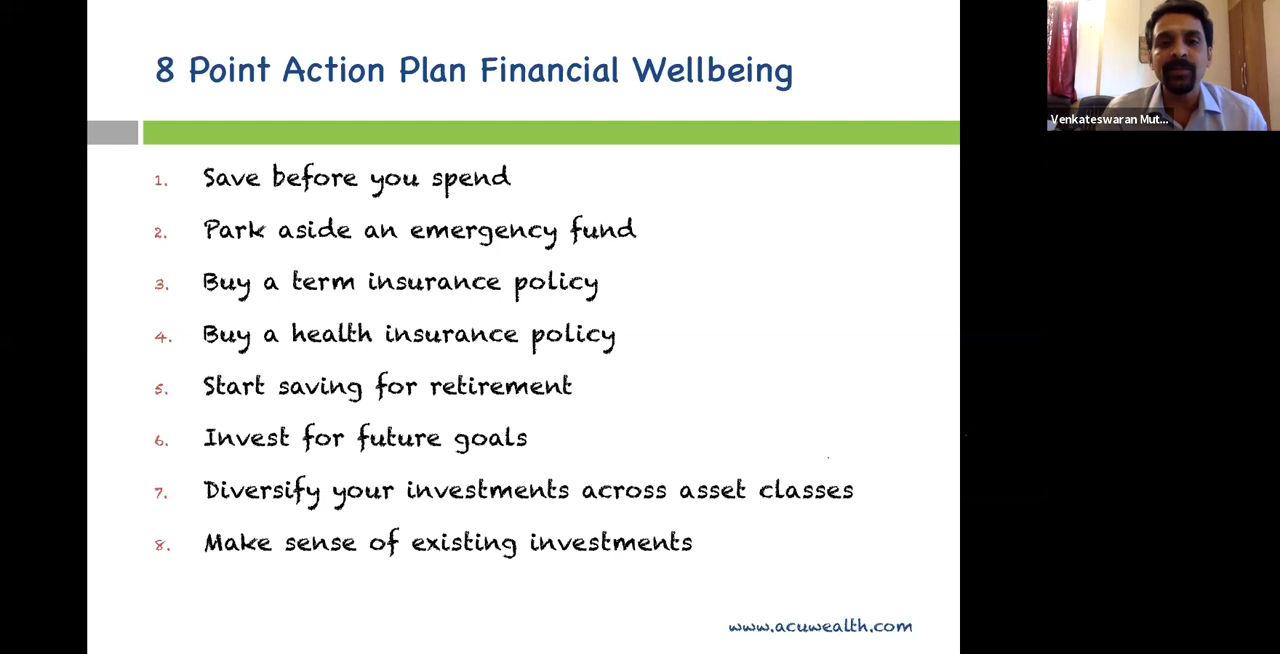 8 Point Action Plan Financial Wellbeing
1. Save before you spend
2. Park aside an emergency fund
3. Buy a term insurance policy
4. Buy a health insurance policy
5. Start saving for retirement
6. Invest for future goals
7. Diversify your investments across asset classes
8. Make sense of existing investments
www.acuwealth.com
Venkateswaran Mut...